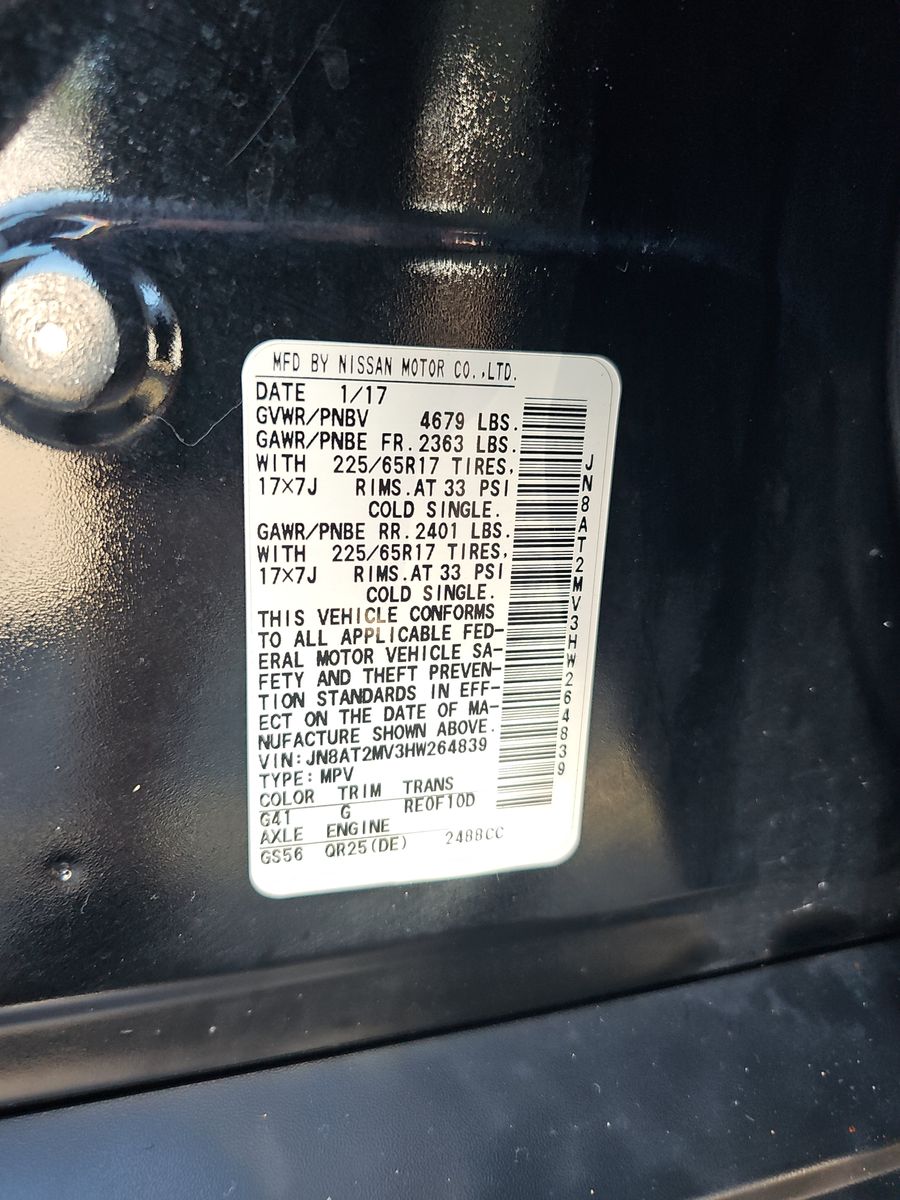 MFD BY NISSAN MOTOR CO.,LTD.
DATE 1/17
GVWR/PNBV 4679 LBS.
GAWR/PNBE FR. 2363 LBS.
WITH 225/65R17 TIRES,
17×7J RIMS.AT 33 PSI
COLD SINGLE.
GAWR/PNBE RR. 2401 LBS.
WITH 225/65R17 TIRES,
17×7J RIMS.AT 33 PSI
COLD SINGLE.
THIS VEHICLE CONFORMS
TO ALL APPLICABLE FED-
ERAL MOTOR VEHICLE SA-
FETY AND THEFT PREVEN-
TION STANDARDS IN EFF-
ECT ON THE DATE OF MA-
NUFACTURE SHOWN ABOVE.
VIN:JN8AT2MV3HW264839
TYPE:MPV
COLOR TRIM TRANS
G41 G RE0F10D
AXLE ENGINE
GS56 QR25(DE) 2488CC
JN8AT2MV3HW264839